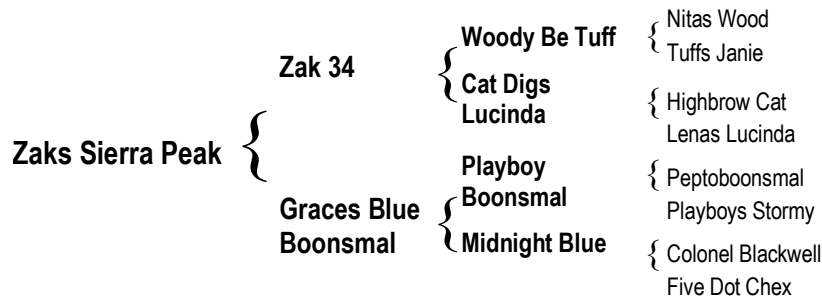 Zaks Sierra Peak
Zak 34
Graces Blue
Boonsmal
Woody Be Tuff
Cat Digs
Lucinda
Playboy
Boonsmal
Midnight Blue
Nitas Wood
Tuffs Janie
Highbrow Cat
Lenas Lucinda
Peptoboonsmal
Playboys Stormy
Colonel Blackwell
Five Dot Chex